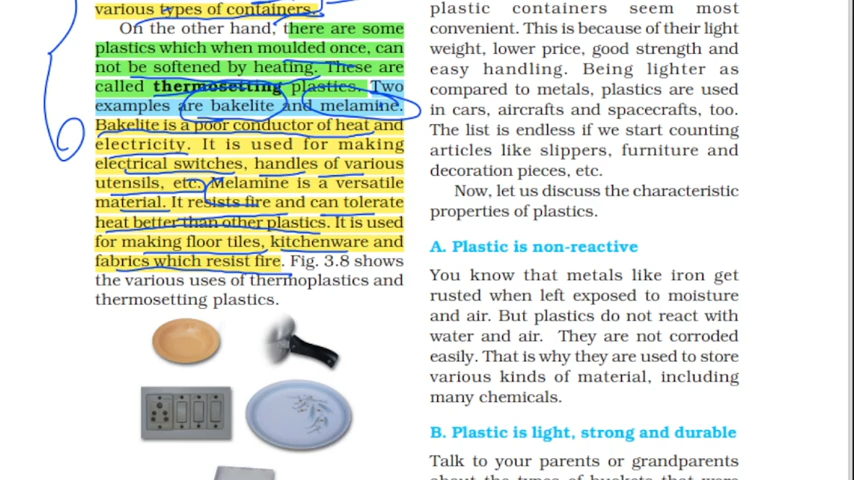 various types of containers.
On the other hand, there are some
plastics which when moulded once, can
not be softened by heating. These are
called thermosetting plastics. Two
examples are bakelite and melamine.
Bakelite is a poor conductor of heat and
electricity. It is used for making
electrical switches, handles of various
utensils, etc. Melamine is a versatile
material. It resists fire and can tolerate
heat better than other plastics. It is used
for making floor tiles, kitchenware and
fabrics which resist fire. Fig. 3.8 shows
the various uses of thermoplastics and
thermosetting plastics.
plastic containers seem most
convenient. This is because of their light
weight, lower price, good strength and
easy handling. Being lighter as
compared to metals, plastics are used
in cars, aircrafts and spacecrafts, too.
The list is endless if we start counting
articles like slippers, furniture and
decoration pieces, etc.
Now, let us discuss the characteristic
properties of plastics.
A. Plastic is non-reactive
You know that metals like iron get
rusted when left exposed to moisture
and air. But plastics do not react with
water and air. They are not corroded
easily. That is why they are used to store
various kinds of material, including
many chemicals.
B. Plastic is light, strong and durable
Talk to your parents or grandparents
about the types of buckets that were